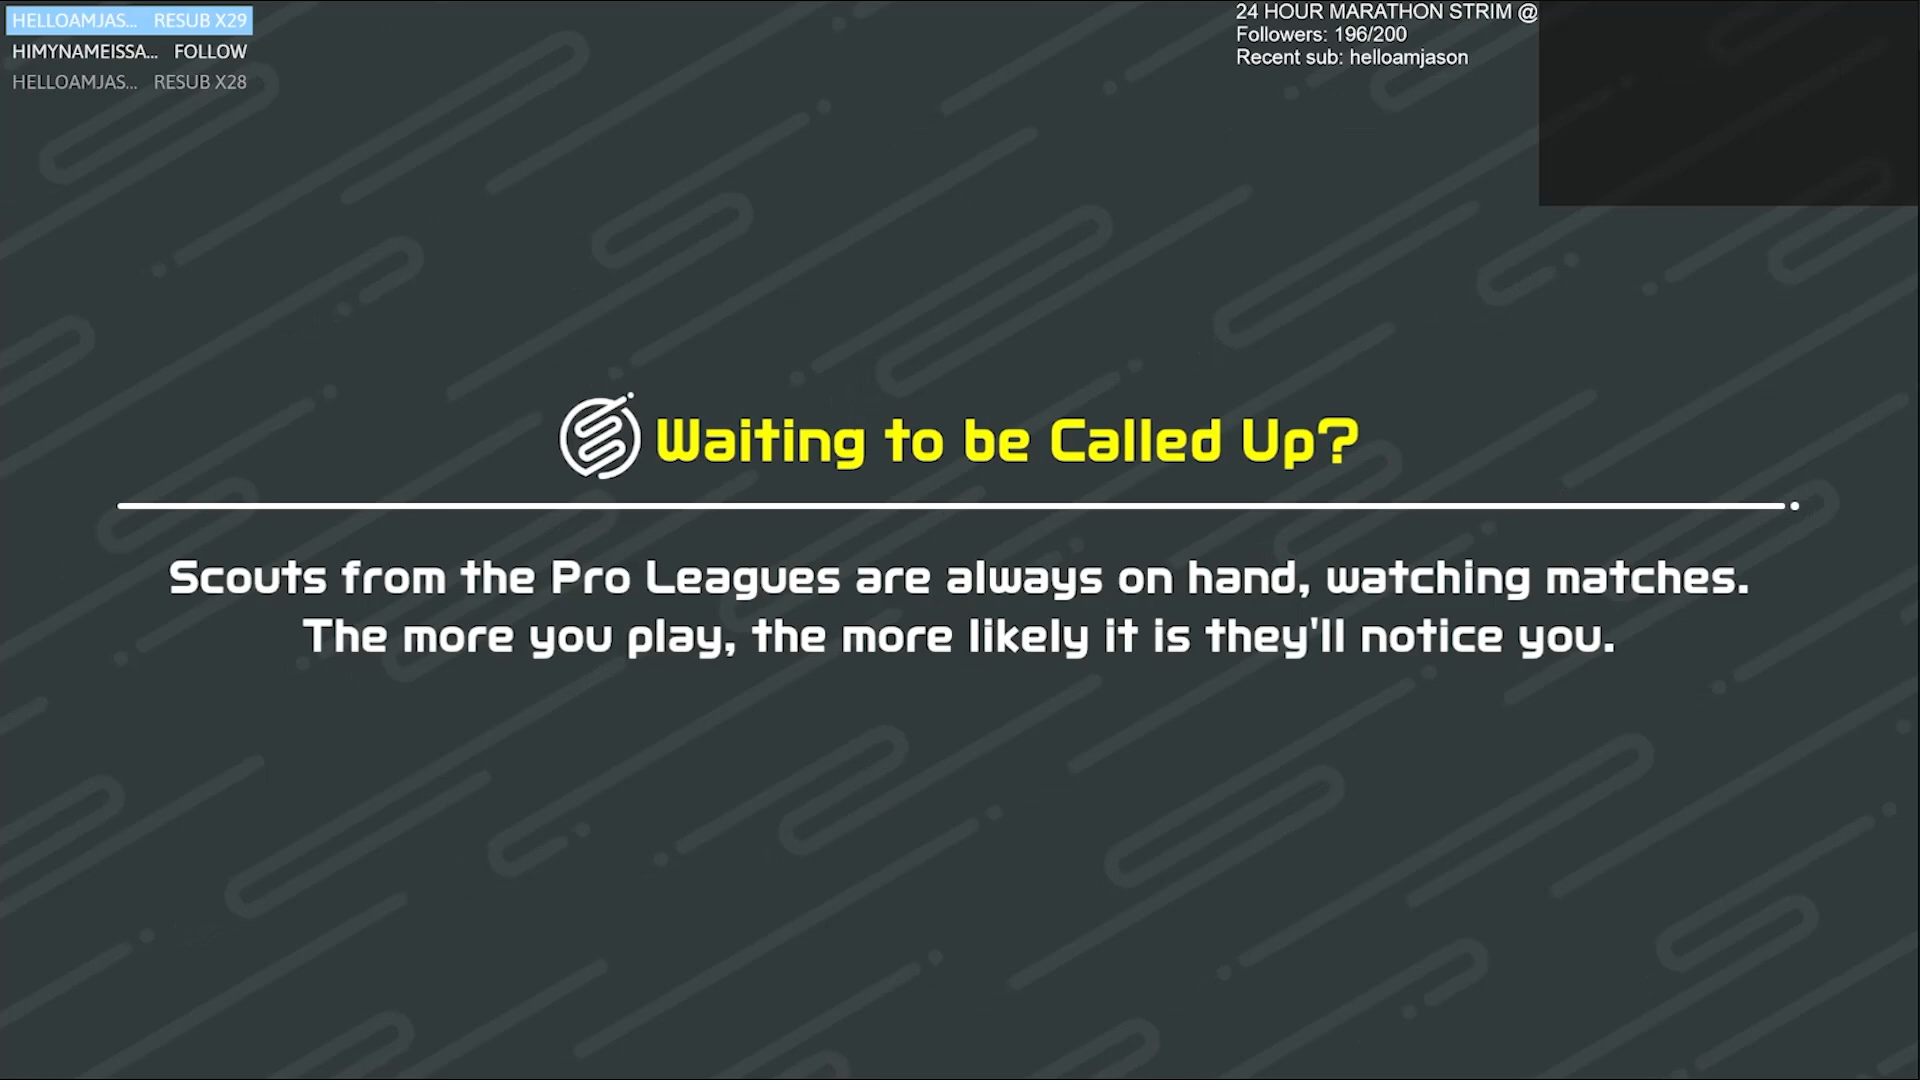 HELLOAMJAS... RESUB X29
HIMYNAMEISSA... FOLLOW
HELLOAMJAS... RESUB X28
24 HOUR MARATHON STRIM @
Followers: 196/200
Recent sub: helloamjason
Waiting to be Called Up?
Scouts from the Pro Leagues are always on hand, watching matches.
The more you play, the more likely it is they'll notice you.